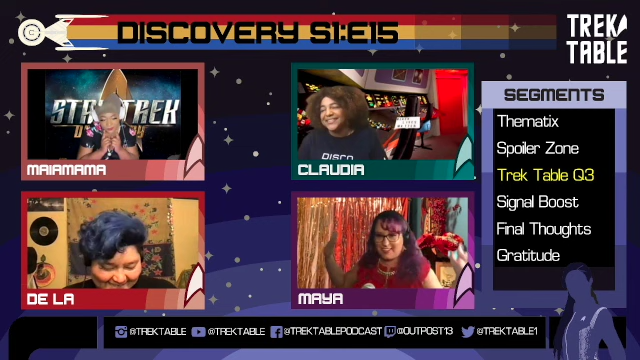 DISCOVERY S1:E15
TREK
TABLE
STAR TREK
MAIAMAMA
DISCO
CLAUDIA
DE LA
MAYA
SEGMENTS
Thematix
Spoiler Zone
Trek Table Q3
Signal Boost
Final Thoughts
Gratitude
@TREKTABLE @TREKTABLE @TREKTABLEPODCAST @OUTPOST13 @TREKTABLE1